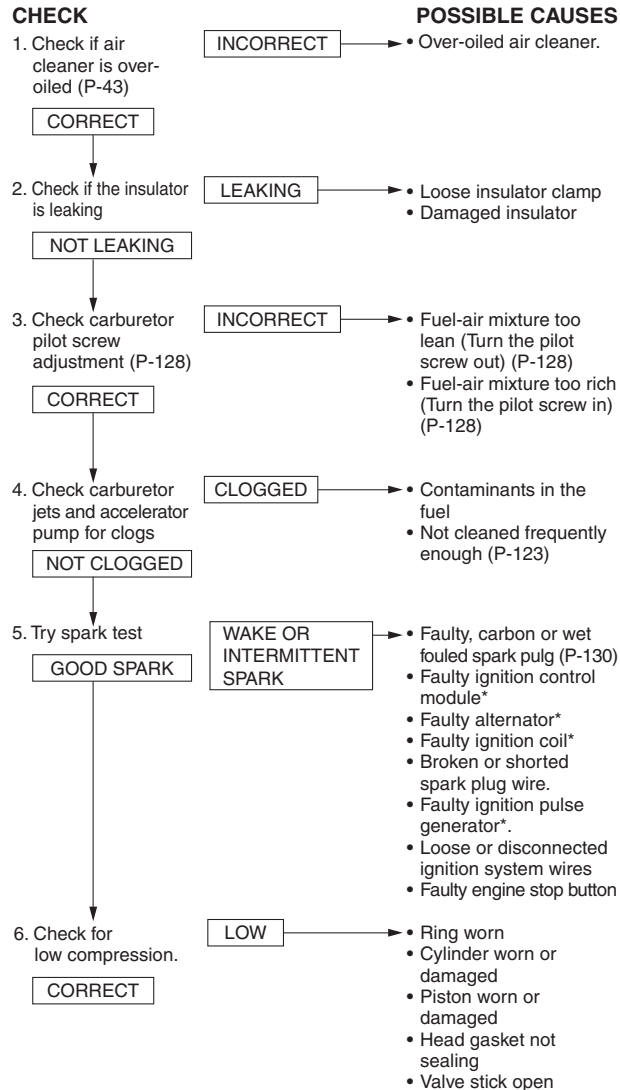 CHECK
POSSIBLE CAUSES
1. Check if air
cleaner is over-
oiled (P-43)
INCORRECT
• Over-oiled air cleaner.
CORRECT
2. Check if the insulator
is leaking
LEAKING
• Loose insulator clamp
• Damaged insulator
NOT LEAKING
3. Check carburetor
pilot screw
adjustment (P-128)
INCORRECT
• Fuel-air mixture too
lean (Turn the pilot
screw out) (P-128)
• Fuel-air mixture too rich
(Turn the pilot screw in)
(P-128)
CORRECT
4. Check carburetor
jets and accelerator
pump for clogs
CLOGGED
• Contaminants in the
fuel
• Not cleaned frequently
enough (P-123)
NOT CLOGGED
5. Try spark test
WAKE OR
INTERMITTENT
SPARK
• Faulty, carbon or wet
fouled spark pulg (P-130)
• Faulty ignition control
module*
• Faulty alternator*
• Faulty ignition coil*
• Broken or shorted
spark plug wire.
• Faulty ignition pulse
generator*.
• Loose or disconnected
ignition system wires
• Faulty engine stop button
GOOD SPARK
6. Check for
low compression.
LOW
• Ring worn
• Cylinder worn or
damaged
• Piston worn or
damaged
• Head gasket not
sealing
• Valve stick open
CORRECT